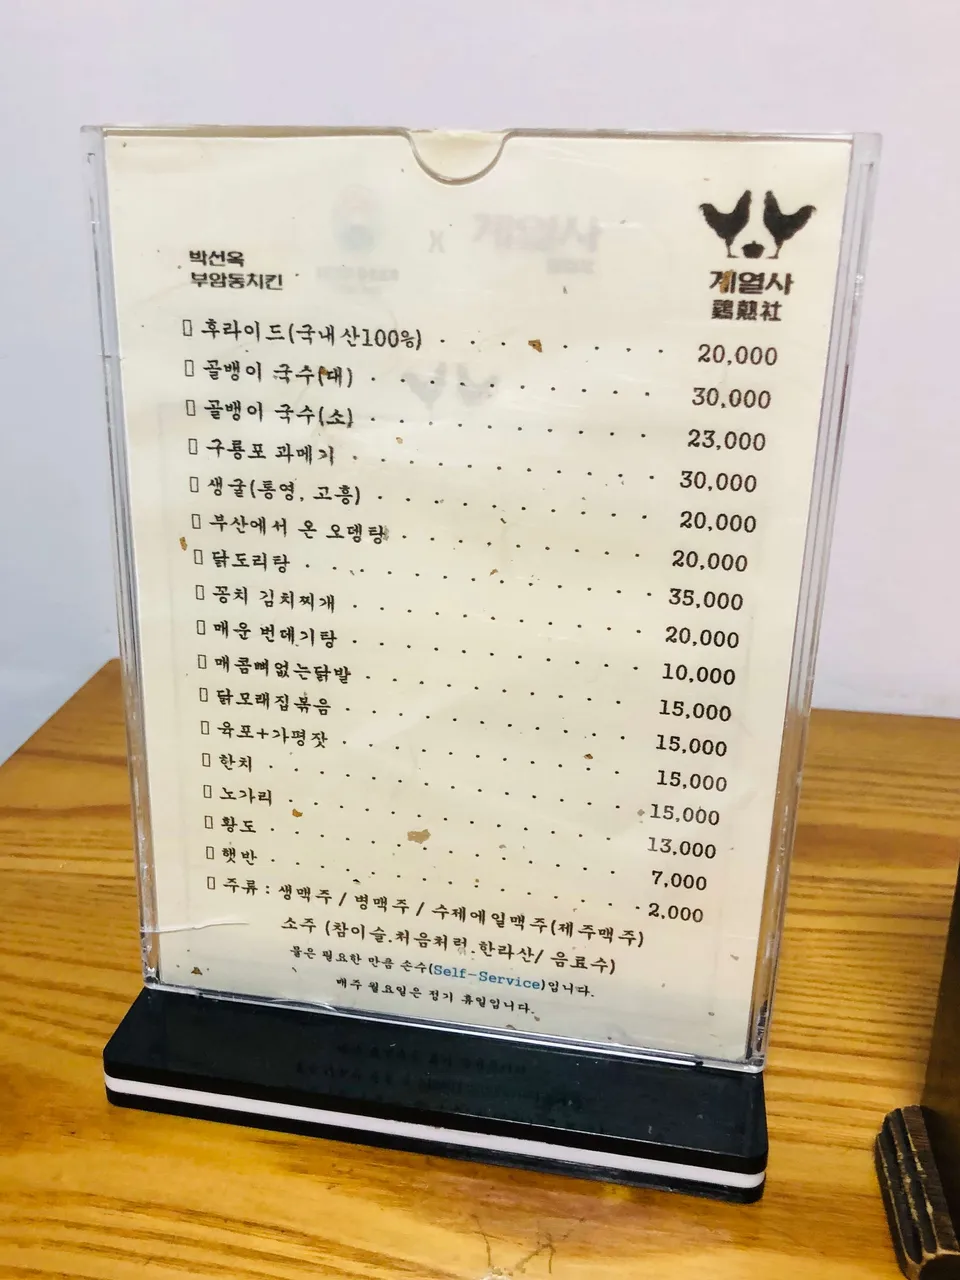 박선옥
부암동치킨
계열사
鷄熱社
▯ 후라이드(국내산100%) 20,000
▯ 골뱅이 국수(대) 30,000
▯ 골뱅이 국수(소) 23,000
▯ 구룡포 과메기 30,000
▯ 생굴(통영, 고흥) 20,000
▯ 부산에서 온 오뎅탕 20,000
▯ 닭도리탕 35,000
▯ 꽁치 김치찌개 20,000
▯ 매운 번데기탕 10,000
▯ 매콤뼈없는닭발 15,000
▯ 닭모래집볶음 15,000
▯ 육포+가평잣 15,000
▯ 한치 15,000
▯ 노가리 13,000
▯ 황도 7,000
▯ 햇반 2,000
▯ 주류 : 생맥주 / 병맥주 / 수제에일맥주(제주맥주)
소주 (참이슬.처음처럼.한라산/ 음료수)
물은 필요한 만큼 손수(Self-Service)입니다.
매주 월요일은 정기 휴일입니다.